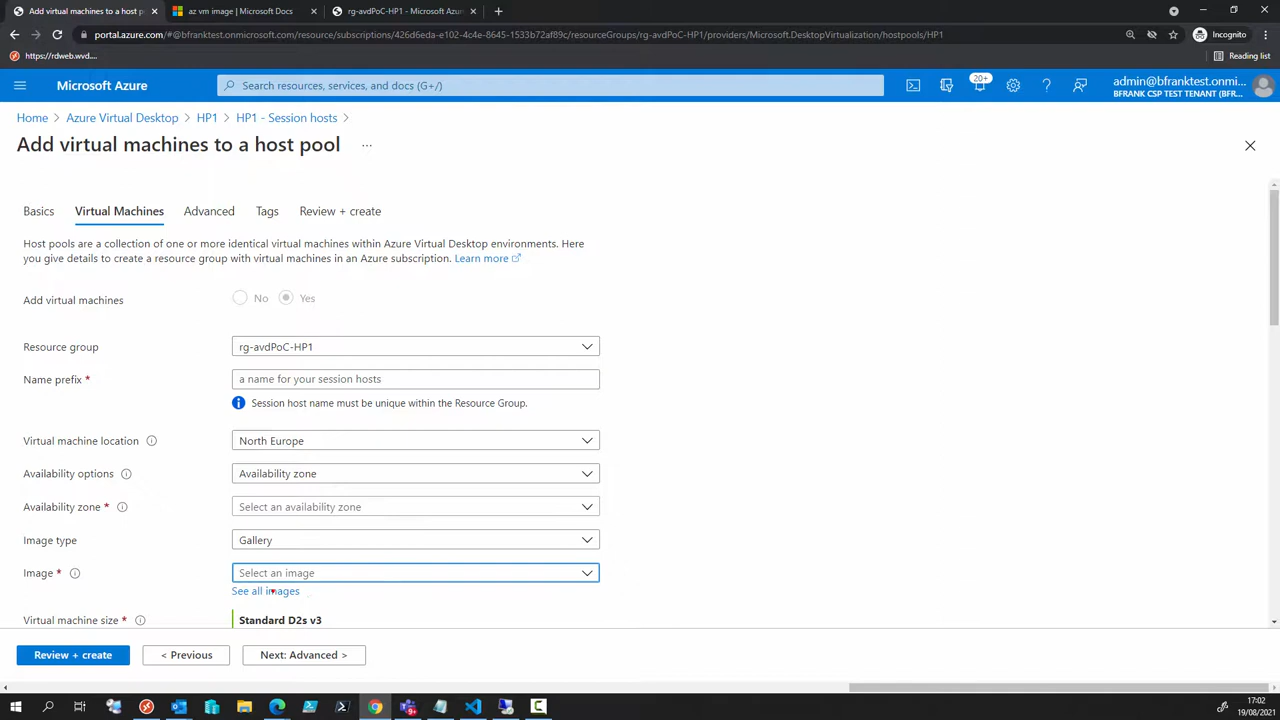 Add virtual machines to a host p
az vm image | Microsoft Docs
rg-avdPoC-HP1 - Microsoft Azur
portal.azure.com/#@bfranktest.onmicrosoft.com/resource/subscriptions/426d6eda-e102-4c4e-8645-1533b72af89c/resourceGroups/rg-avdPoC-HP1/providers/Microsoft.DesktopVirtualization/hostpools/HP1
Incognito
https://rdweb.wvd....
Reading list
Microsoft Azure
Search resources, services, and docs (G+/)
20+
admin@bfranktest.onmi...
BFRANK CSP TEST TENANT (BFR...
Home > Azure Virtual Desktop > HP1 > HP1 - Session hosts >
Add virtual machines to a host pool ...
Basics
Virtual Machines
Advanced
Tags
Review + create
Host pools are a collection of one or more identical virtual machines within Azure Virtual Desktop environments. Here
you give details to create a resource group with virtual machines in an Azure subscription. Learn more
Add virtual machines
No
Yes
Resource group
rg-avdPoC-HP1
Name prefix *
a name for your session hosts
Session host name must be unique within the Resource Group.
Virtual machine location
North Europe
Availability options
Availability zone
Availability zone *
Select an availability zone
Image type
Gallery
Image *
Select an image
See all images
Virtual machine size *
Standard D2s v3
Review + create
< Previous
Next: Advanced >
17:02
19/08/2021